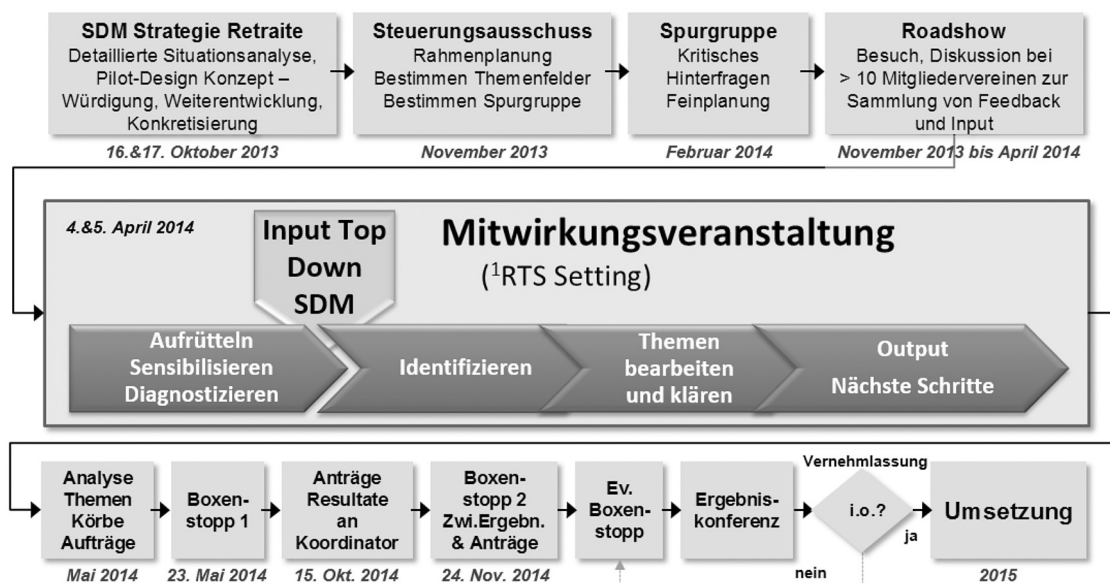 SDM Strategie Retraite
Detaillierte Situationsanalyse,
Pilot-Design Konzept –
Würdigung, Weiterentwicklung,
Konkretisierung
16.&17. Oktober 2013
Steuerungsausschuss
Rahmenplanung
Bestimmen Themenfelder
Bestimmen Spurgruppe
November 2013
Spurgruppe
Kritisches
Hinterfragen
Feinplanung
Februar 2014
Roadshow
Besuch, Diskussion bei
> 10 Mitgliedervereinen zur
Sammlung von Feedback
und Input
November 2013 bis April 2014
4.&5. April 2014
Input Top
Down
SDM
Mitwirkungsveranstaltung
(¹RTS Setting)
Aufrütteln
Sensibilisieren
Diagnostizieren
Identifizieren
Themen
bearbeiten
und klären
Output
Nächste Schritte
Analyse
Themen
Körbe
Aufträge
Mai 2014
Boxen-
stopp 1
23. Mai 2014
Anträge
Resultate
an
Koordinator
15. Okt. 2014
Boxen-
stopp 2
Zwi.Ergebn.
& Anträge
24. Nov. 2014
Ev.
Boxen-
stopp
Ergebnis-
konferenz
Vernehmlassung
i.o.?
ja
nein
Umsetzung
2015